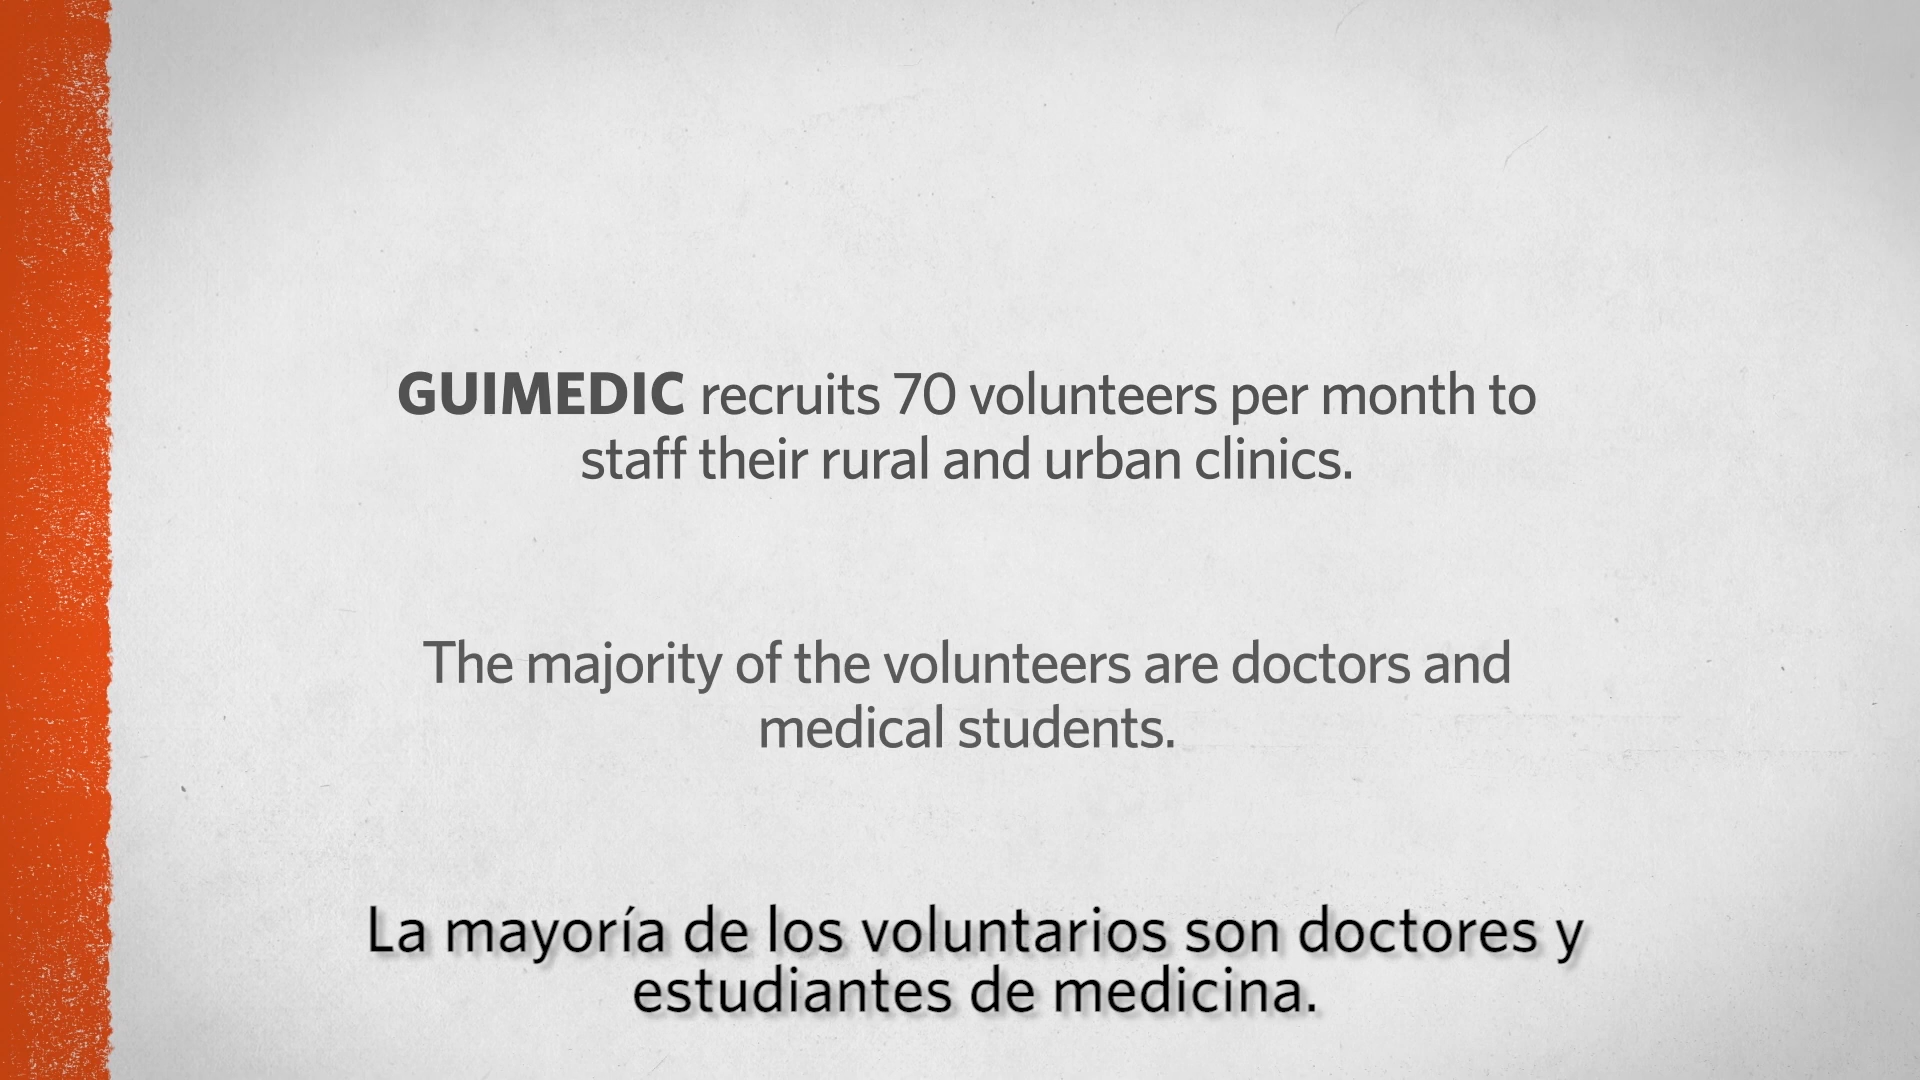 GUIMEDIC recruits 70 volunteers per month to
staff their rural and urban clinics.
The majority of the volunteers are doctors and
medical students.
La mayoría de los voluntarios son doctores y
estudiantes de medicina.